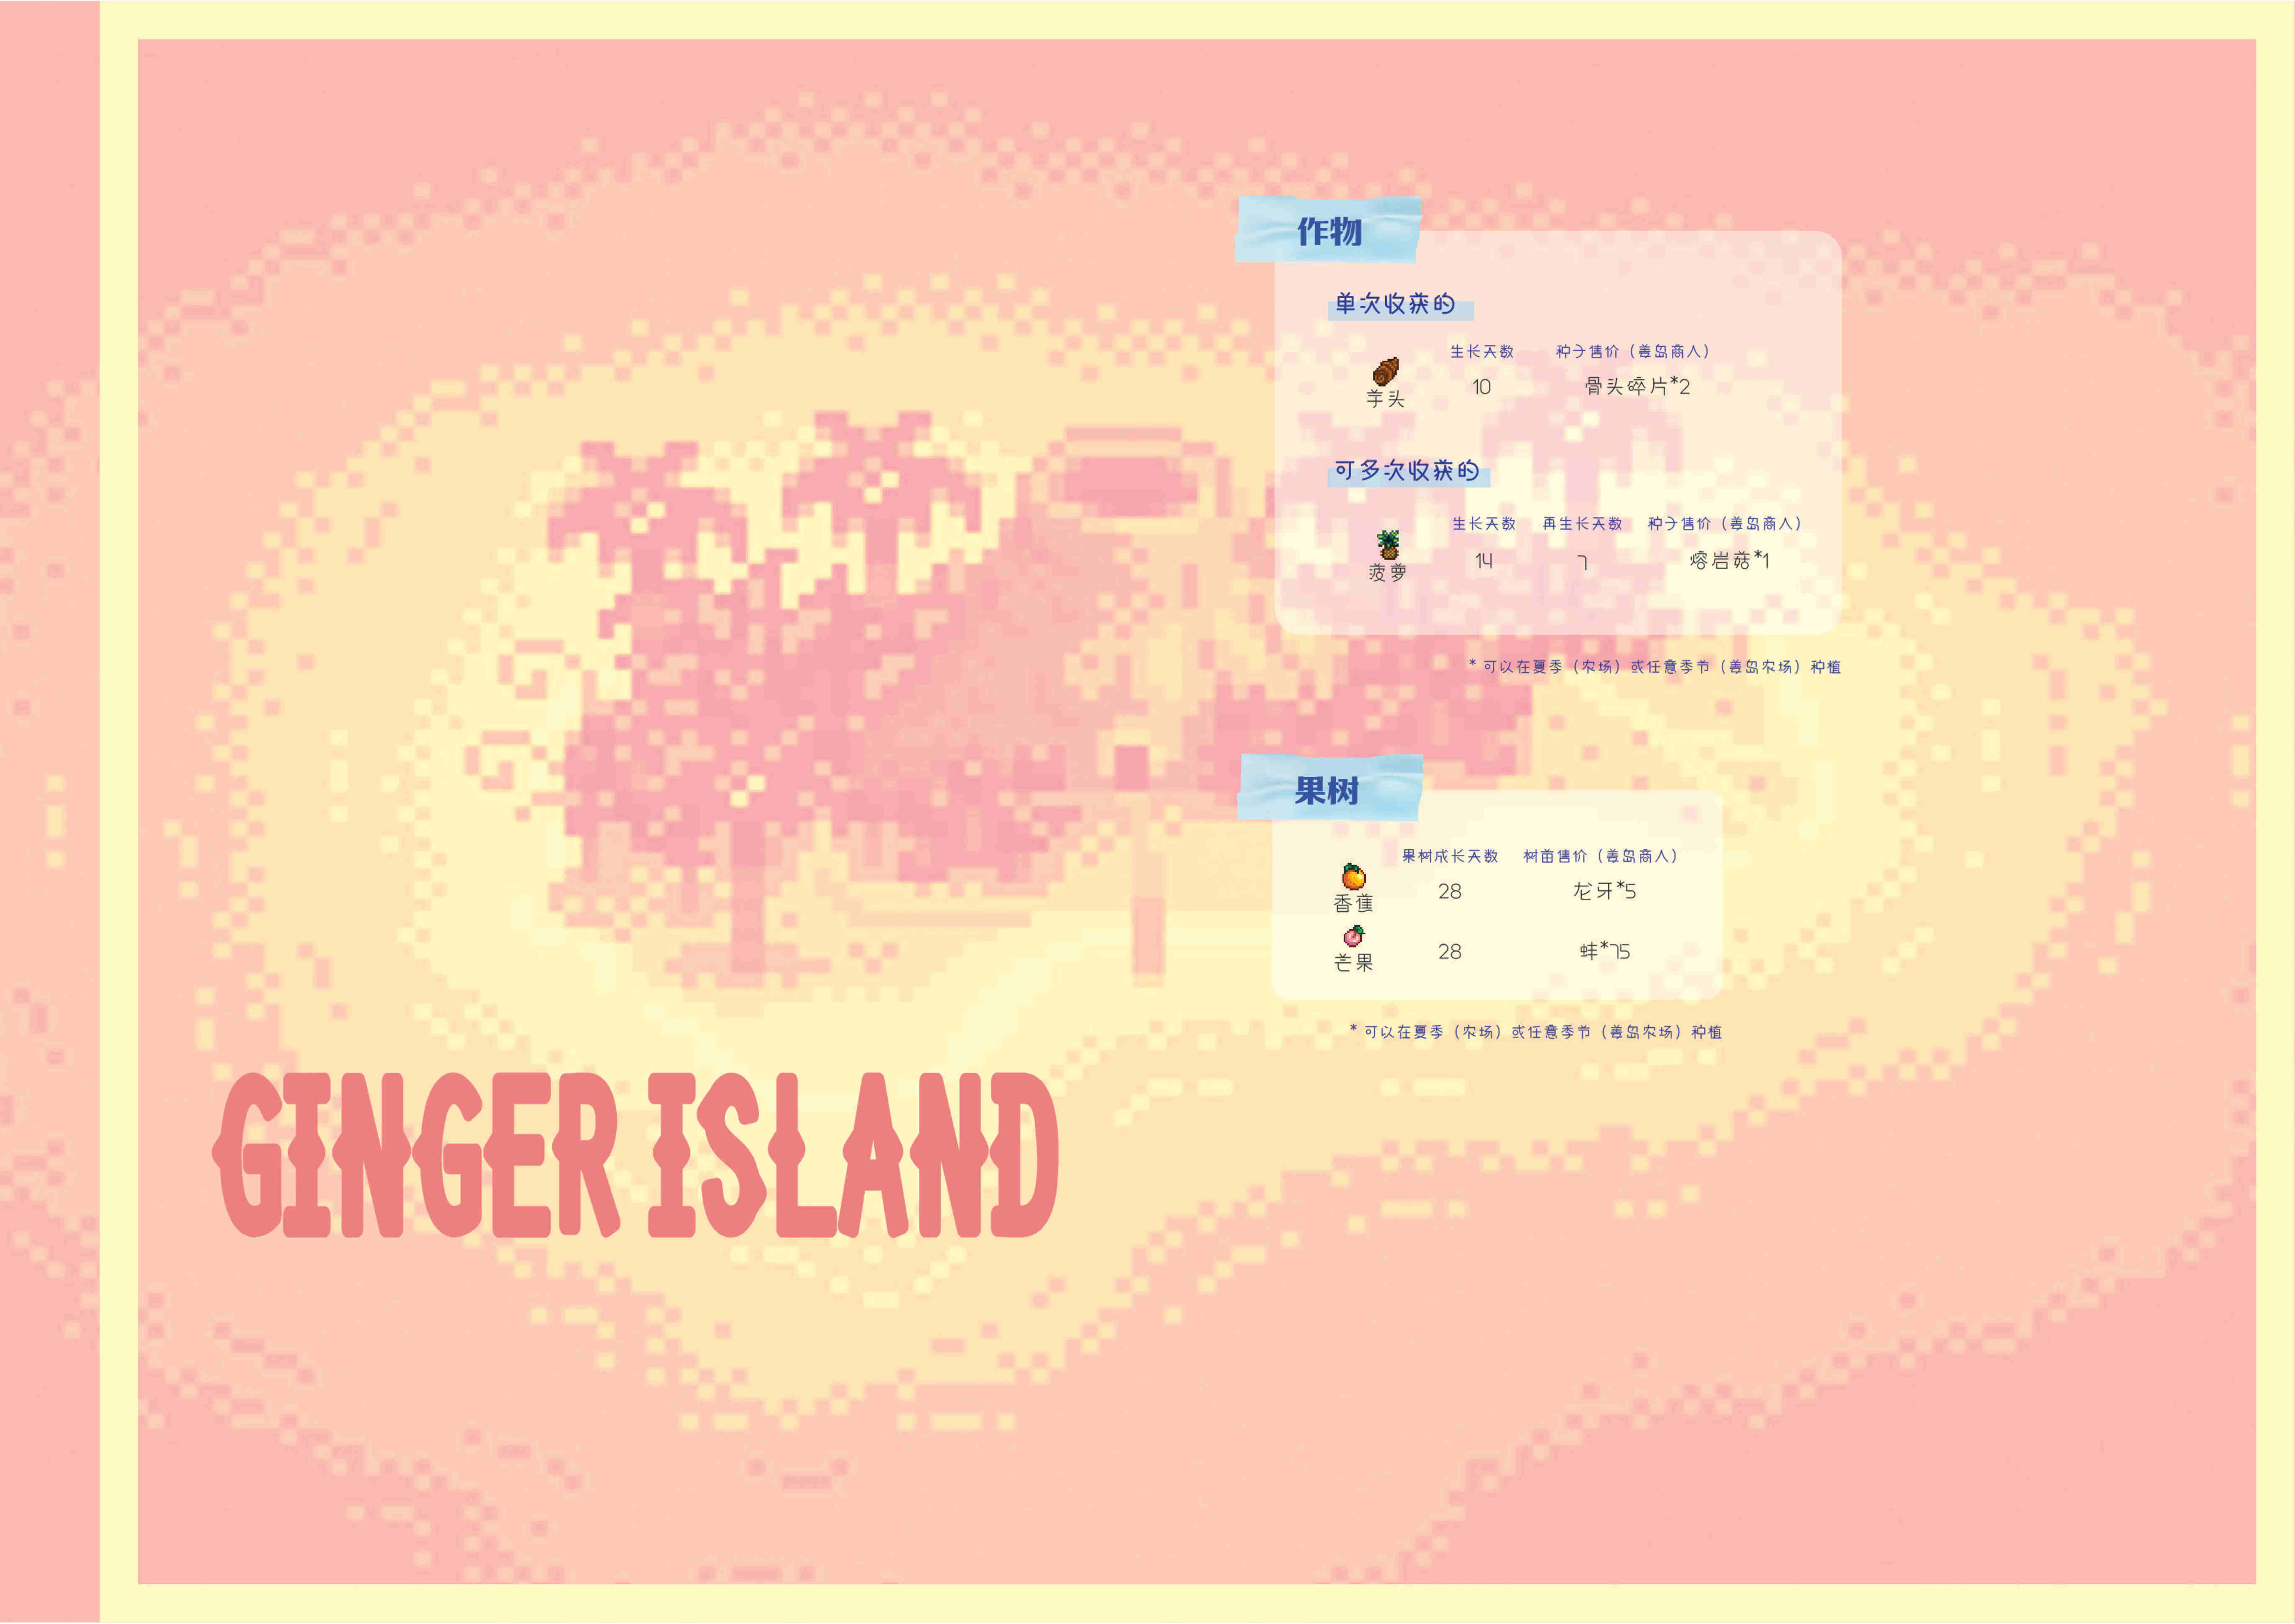 作物
单次收获的
生长天数 种子售价（姜岛商人）
芋头 10 骨头碎片*2
可多次收获的
生长天数 再生长天数 种子售价（姜岛商人）
菠萝 14 7 熔岩菇*1
* 可以在夏季（农场）或任意季节（姜岛农场）种植
果树
果树成长天数 树苗售价（姜岛商人）
香蕉 28 龙牙*5
芒果 28 蚌*75
* 可以在夏季（农场）或任意季节（姜岛农场）种植
GINGER ISLAND